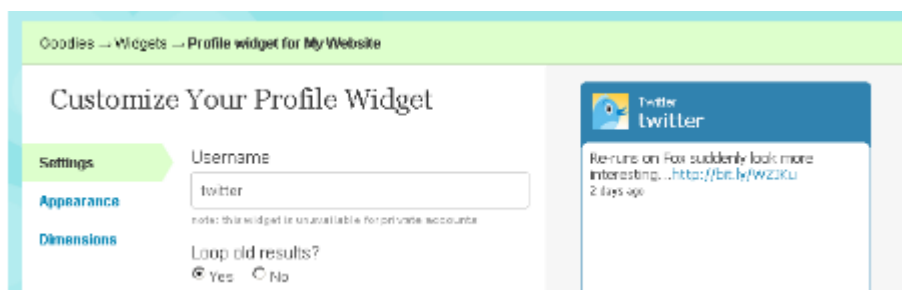 Goodies → Widgets → Profile widget for My Website
Customize Your Profile Widget
Settings
Appearance
Dimensions
Username
twitter
note: this widget is unavailable for private accounts
Loop old results?
Yes No
Twitter
twitter
Re-runs on Fox suddenly look more
interesting...http://bit.ly/WZJKu
2 days ago